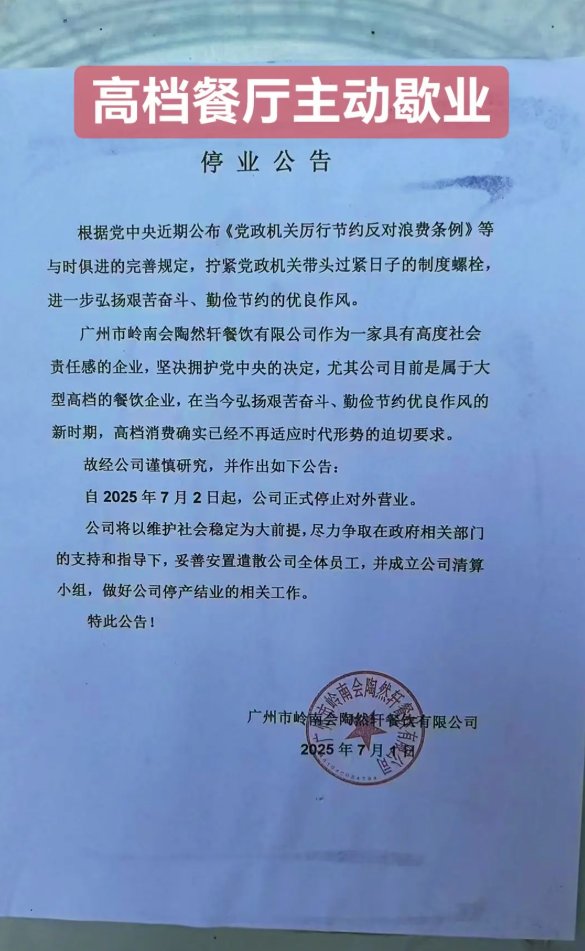 高档餐厅主动歇业
停业公告
根据党中央近期公布《党政机关厉行节约反对浪费条例》等
与时俱进的完善规定，拧紧党政机关带头过紧日子的制度螺栓，
进一步弘扬艰苦奋斗、勤俭节约的优良作风。
广州市岭南会陶然轩餐饮有限公司作为一家具有高度社会
责任感的企业，坚决拥护党中央的决定，尤其公司目前是属于大
型高档的餐饮企业，在当今弘扬艰苦奋斗、勤俭节约优良作风的
新时期，高档消费确实已经不再适应时代形势的迫切要求。
故经公司谨慎研究，并作出如下公告：
自 2025 年 7 月 2 日起，公司正式停止对外营业。
公司将以维护社会稳定为大前提，尽力争取在政府相关部门
的支持和指导下，妥善安置遣散公司全体员工，并成立公司清算
小组，做好公司停产结业的相关工作。
特此公告！
广州市岭南会陶然轩餐饮有限公司
广州市岭南会陶然轩餐饮有限公司
2025 年 7 月 1 日